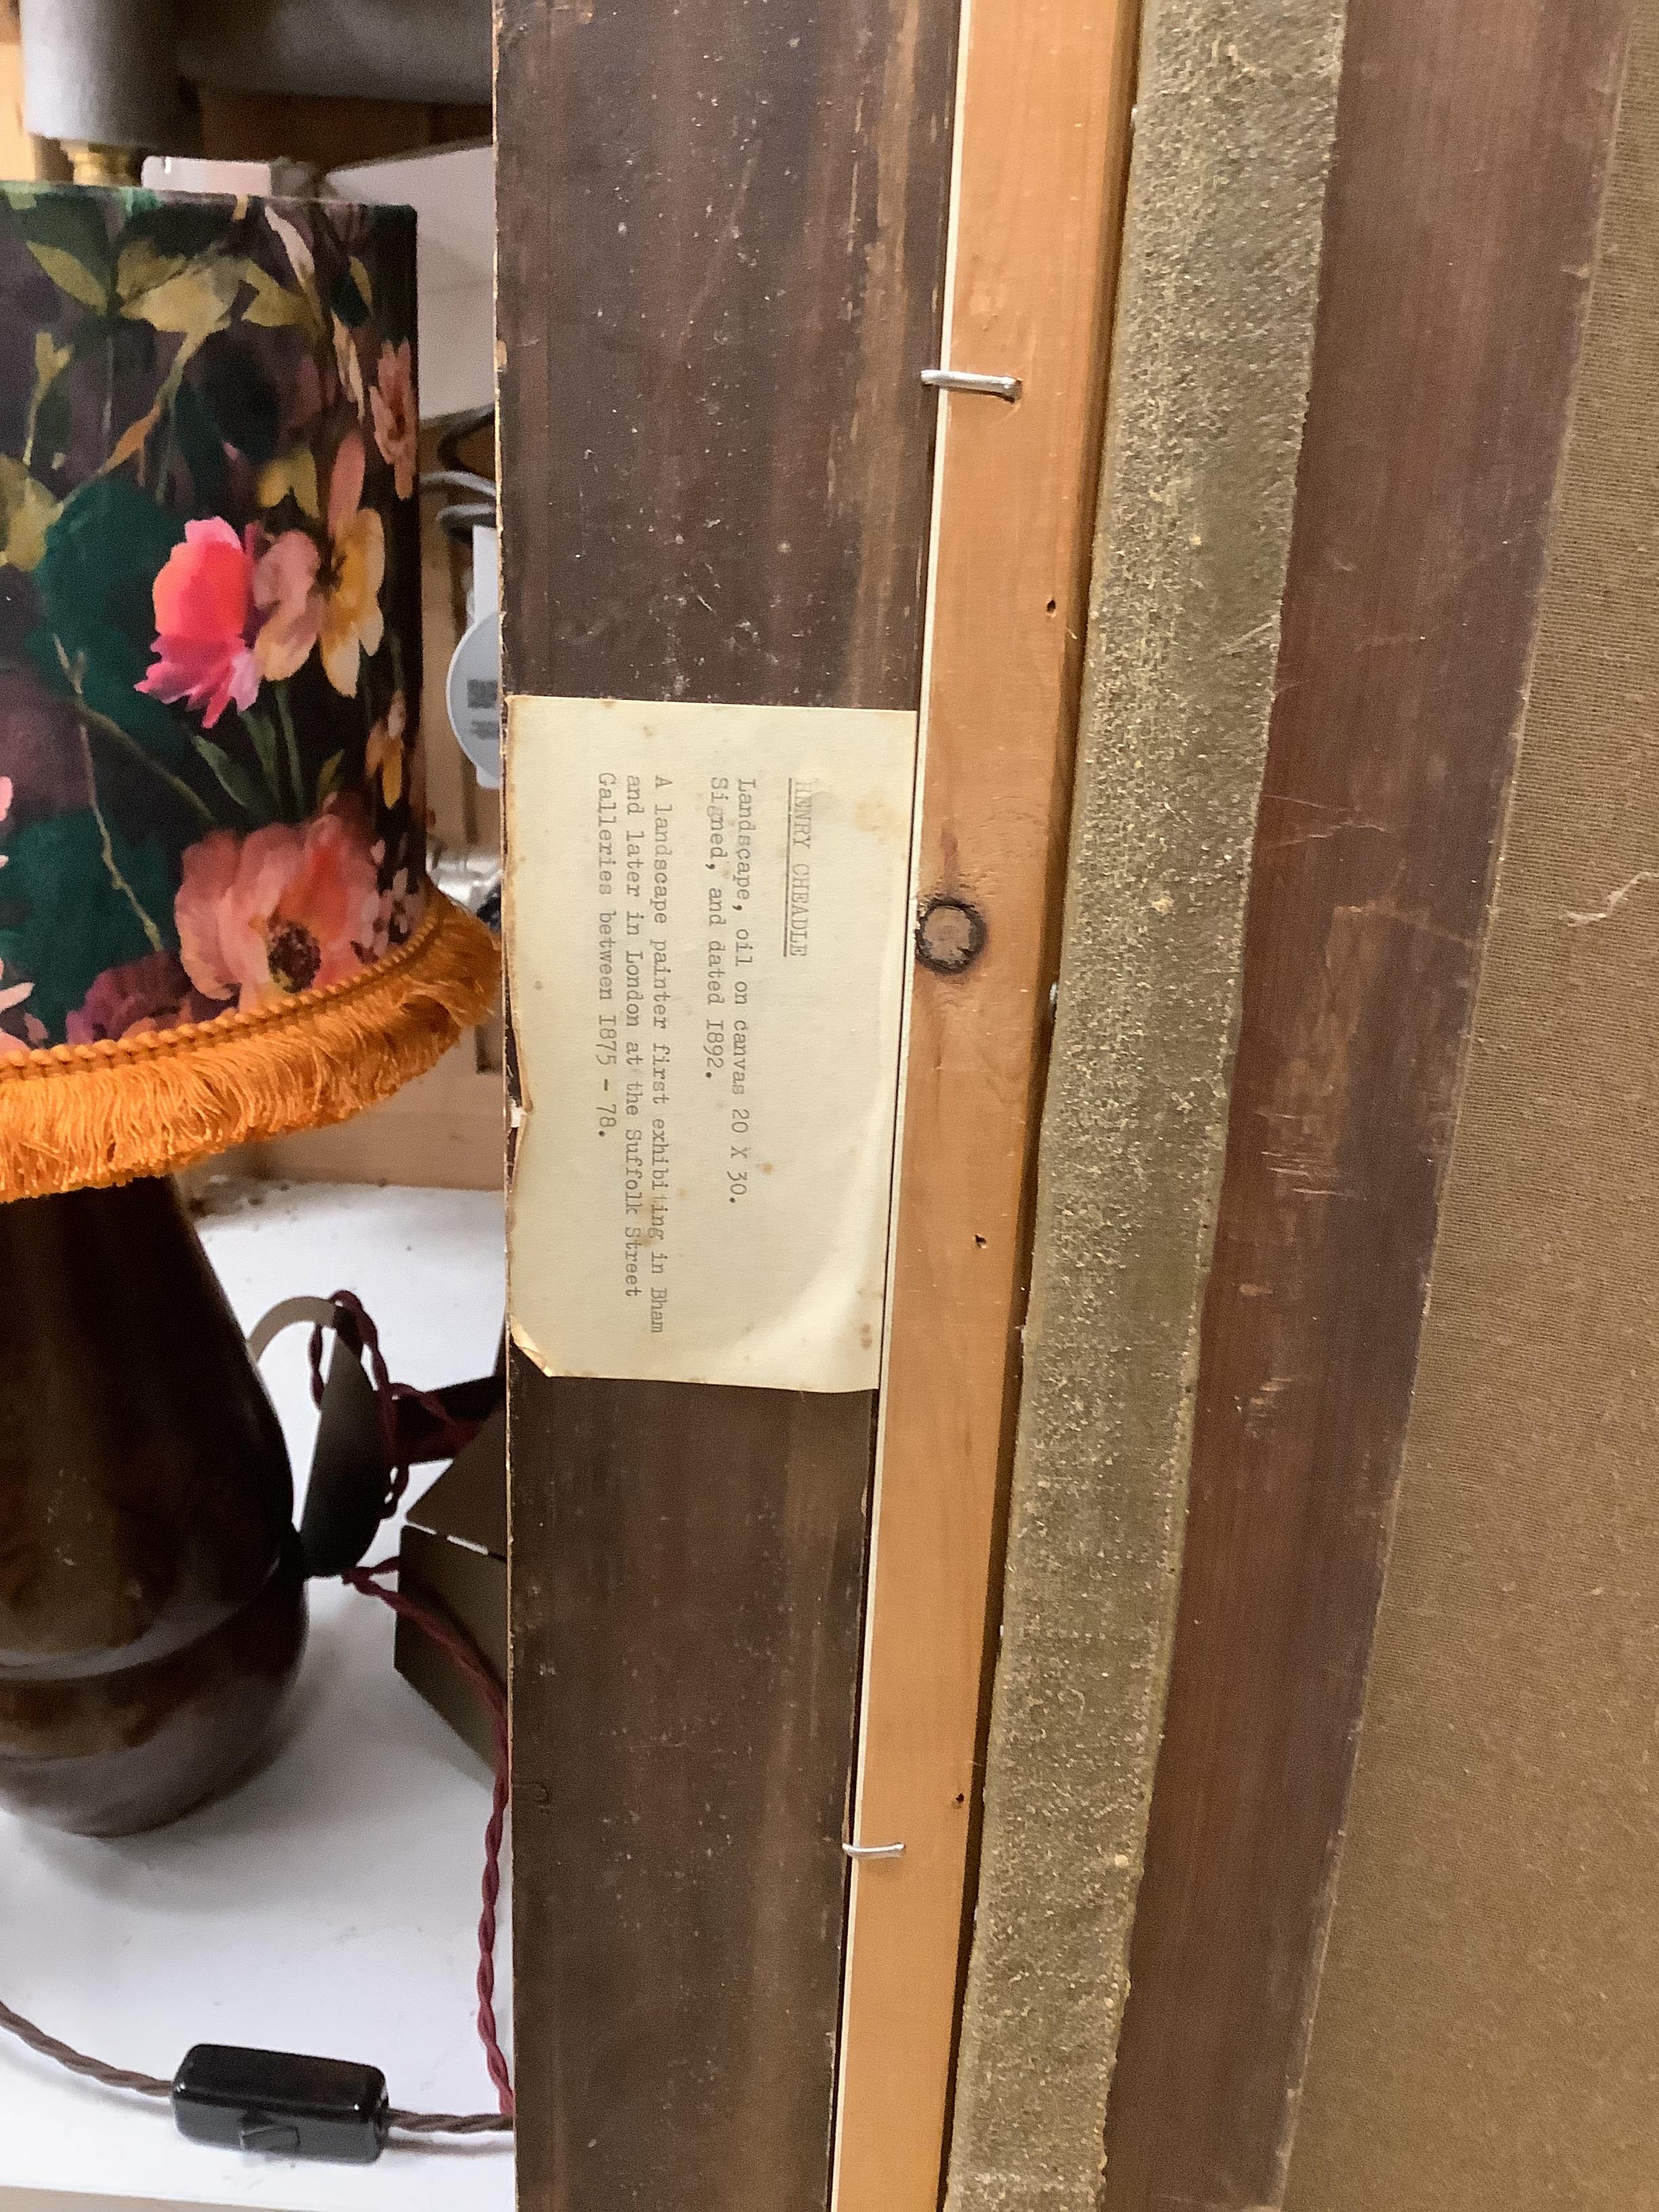 HENRY CHEADLE
Landscape, oil on canvas 20 X 30.
Signed, and dated I892.
A landscape painter first exhibiting in Bham
and later in London at the Suffolk Street
Galleries between I875 - 78.